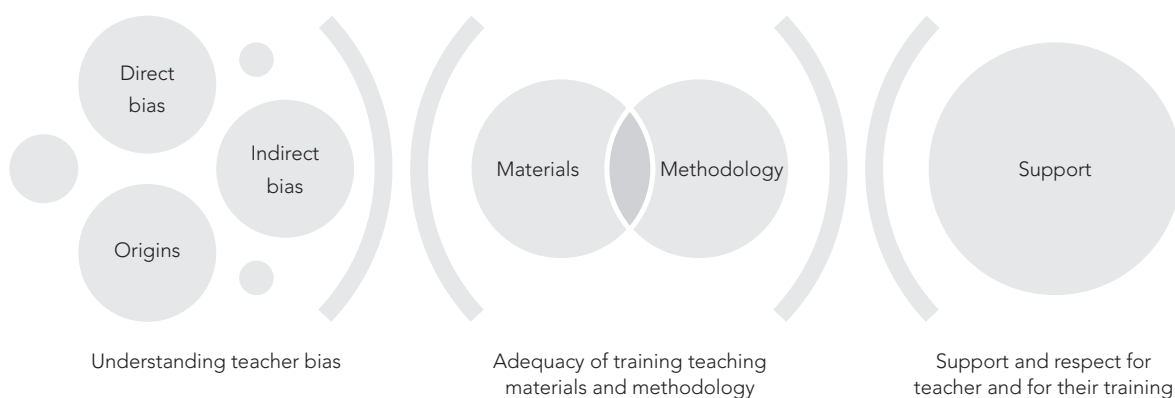 Direct
bias
Indirect
bias
Origins
Materials
Methodology
Support
Understanding teacher bias
Adequacy of training teaching
materials and methodology
Support and respect for
teacher and for their training